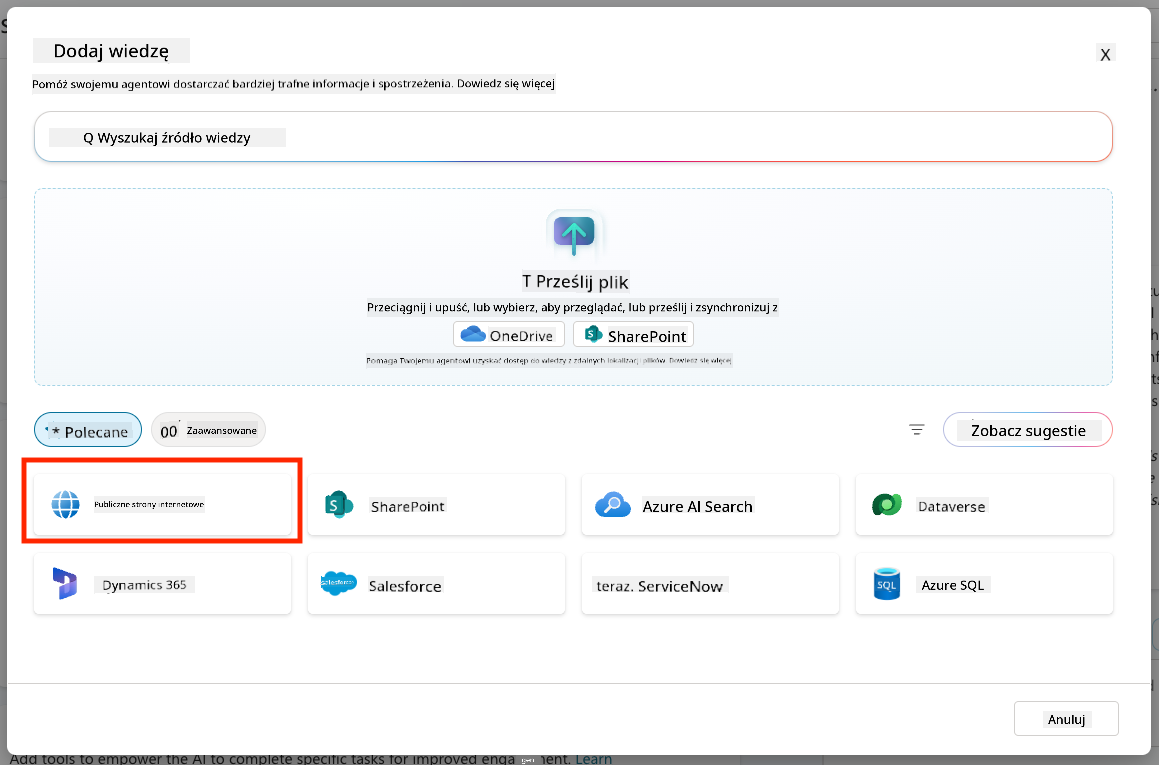 Dodaj wiedzę
X
Pomóż swojemu agentowi dostarczać bardziej trafne informacje i spostrzeżenia. Dowiedz się więcej
Q Wyszukaj źródło wiedzy
T Prześlij plik
Przeciągnij i upuść, lub wybierz, aby przeglądać, lub prześlij i zsynchronizuj z
OneDrive
SharePoint
Pomaga Twojemu agentowi uzyskać dostęp do wiedzy z zdalnych lokalizacji plików. Dowiedz się więcej
* Polecane
00 Zaawansowane
Zobacz sugestie
Publiczne strony internetowe
S SharePoint
Azure AI Search
Dataverse
Dynamics 365
salesforce Salesforce
teraz. ServiceNow
SQL Azure SQL
Anuluj
Add tools to empower the AI to complete specific tasks for improved enga gen ent. Learn